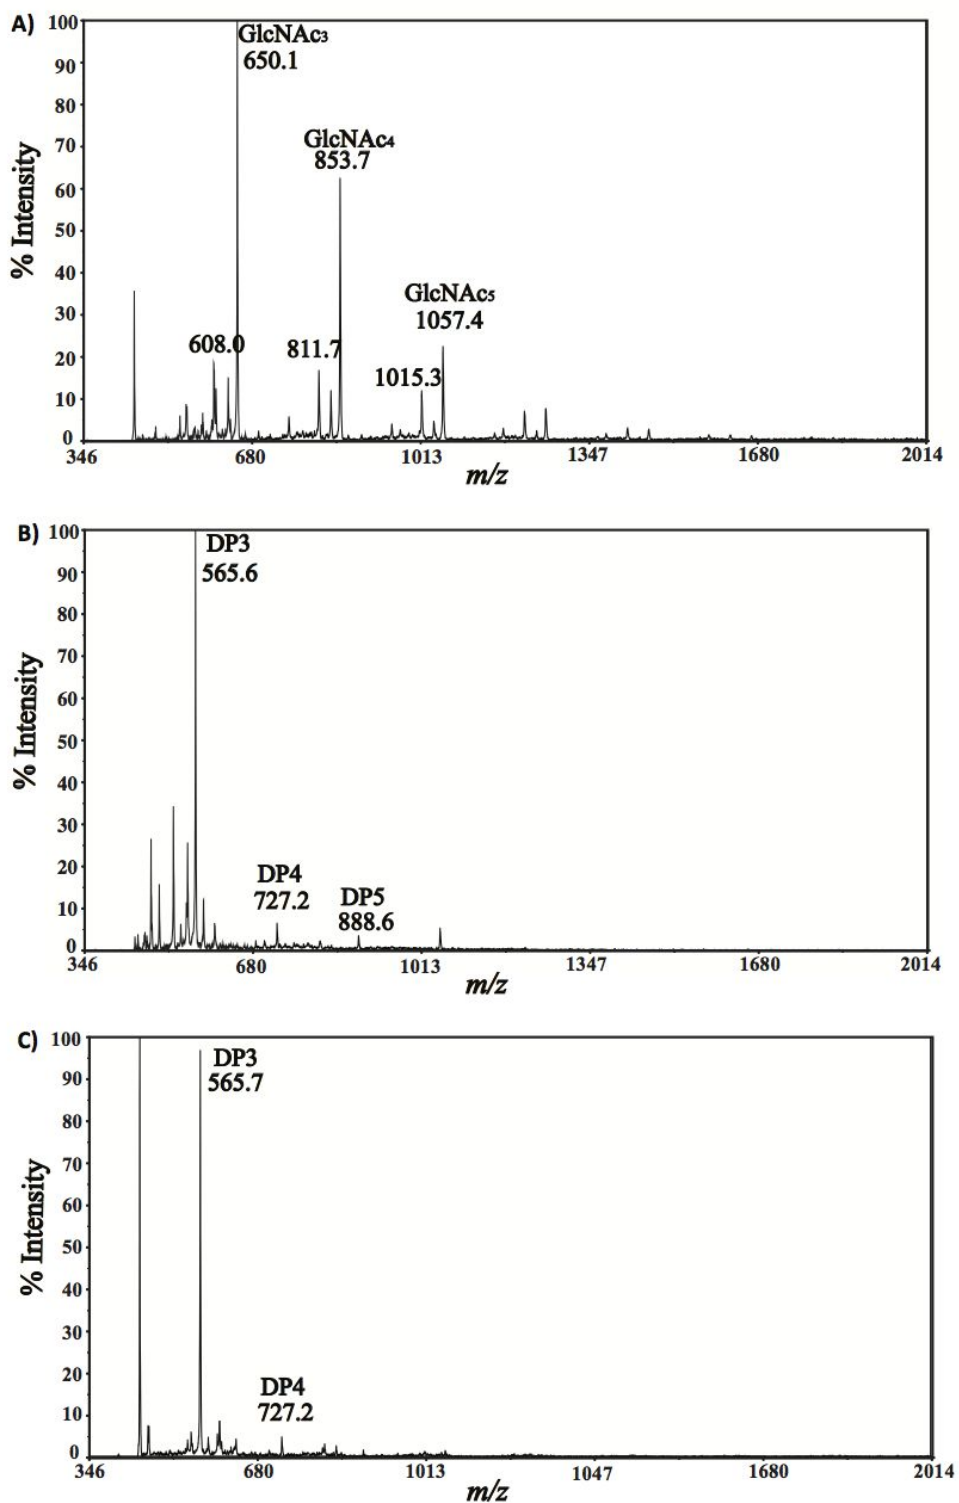 A)
100
90
80
70
60
50
40
30
20
10
0
% Intensity
GlcNAc3
650.1
GlcNAc4
853.7
GlcNAc5
1057.4
608.0
811.7
1015.3
346 680 1013 1347 1680 2014
m/z
B)
100
90
80
70
60
50
40
30
20
10
0
% Intensity
DP3
565.6
DP4
727.2
DP5
888.6
346 680 1013 1347 1680 2014
m/z
C)
100
90
80
70
60
50
40
30
20
10
0
% Intensity
DP3
565.7
DP4
727.2
346 680 1013 1047 1680 2014
m/z